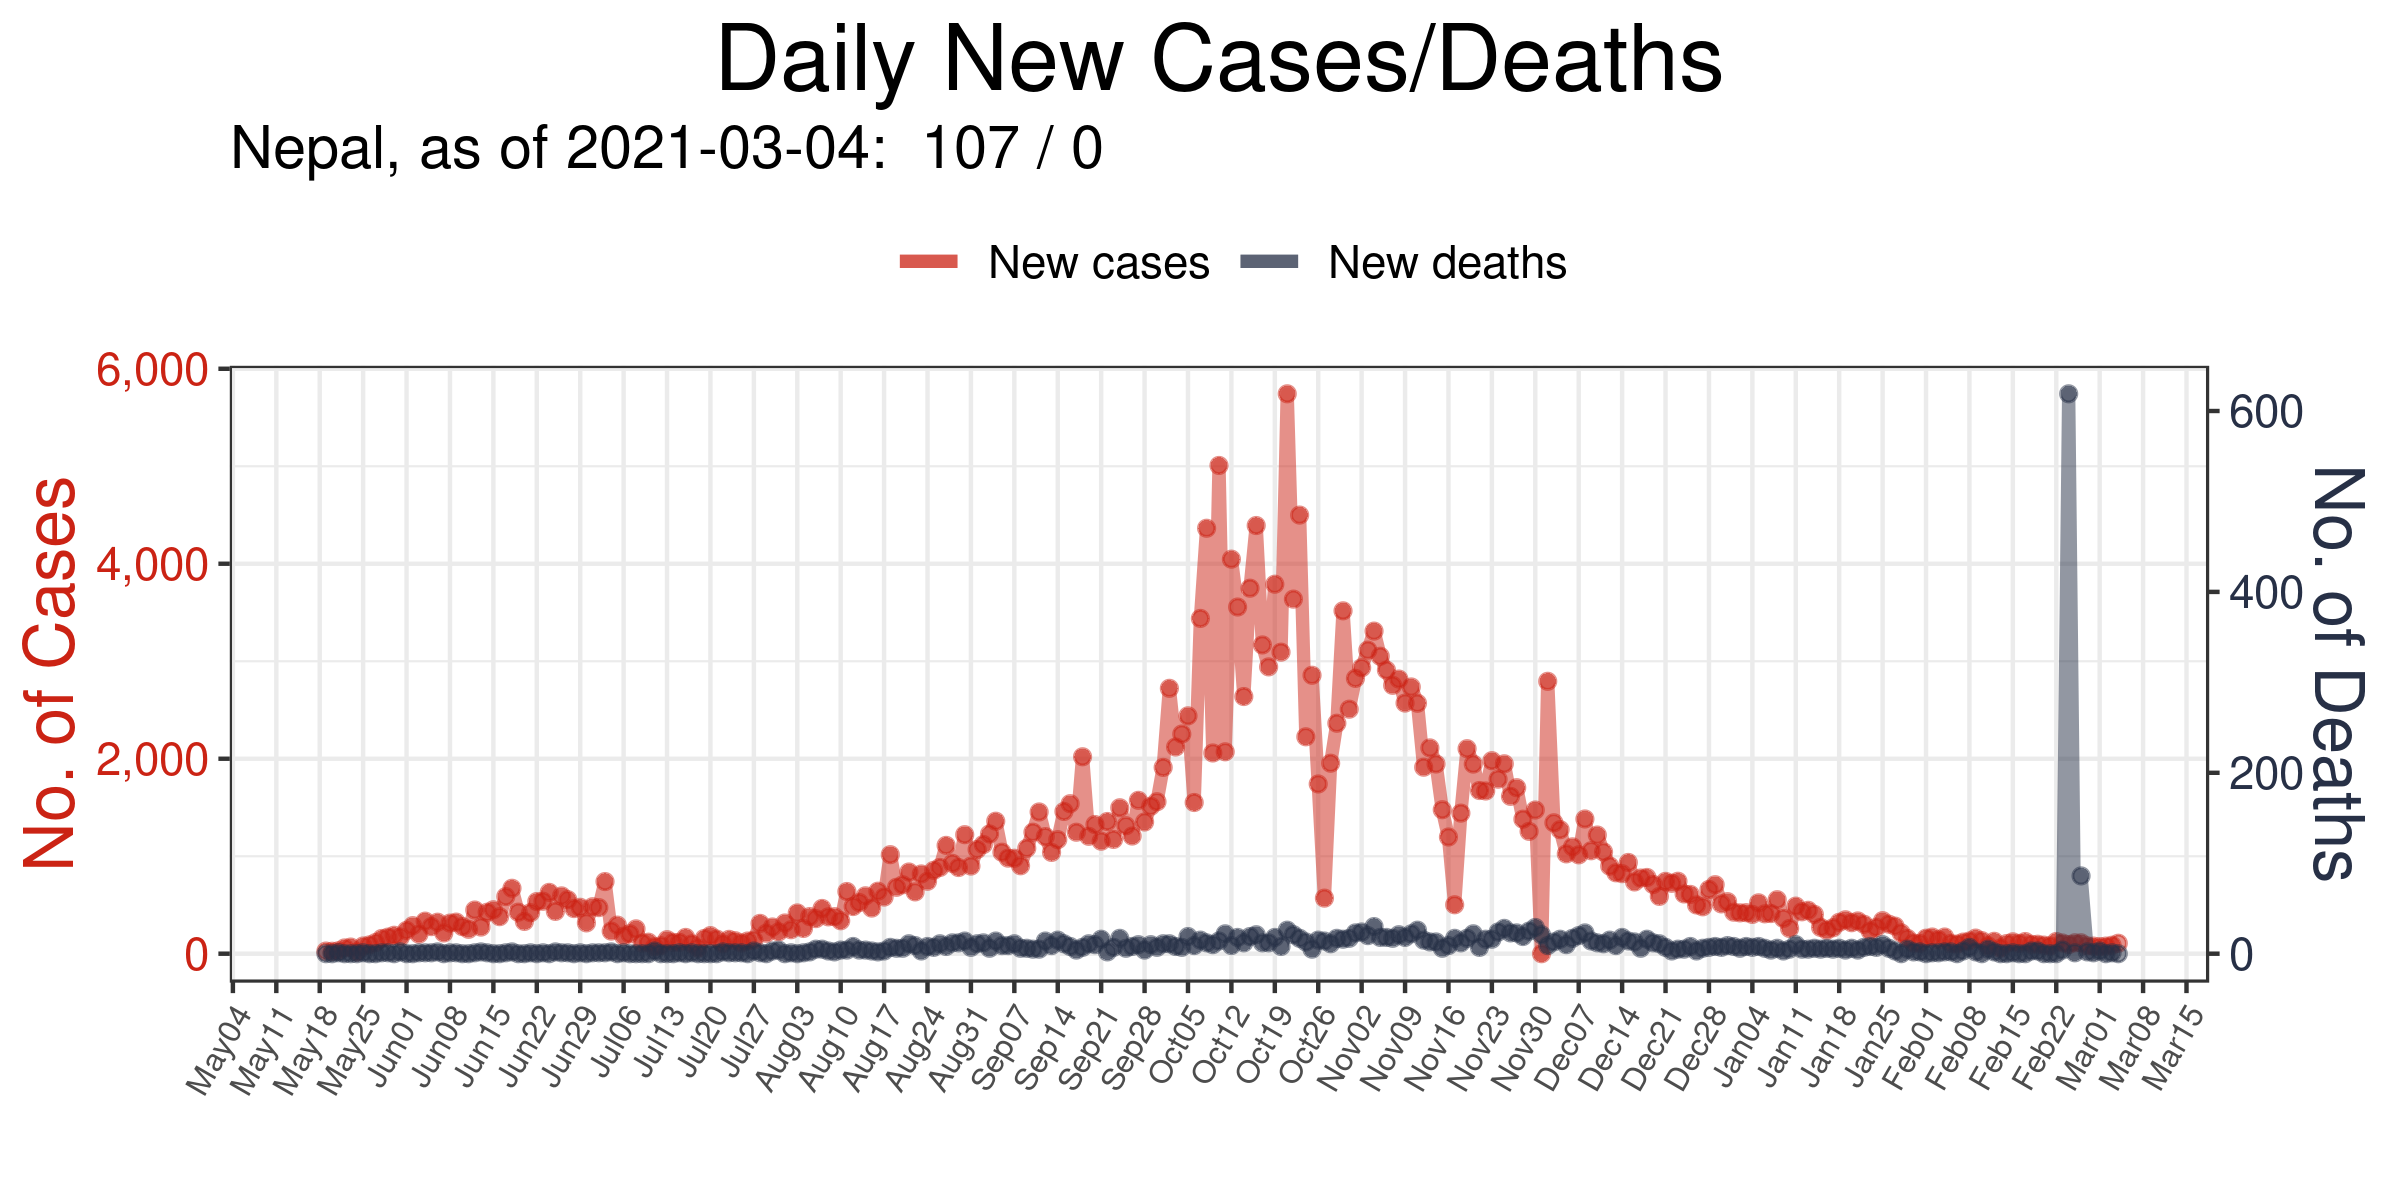 Daily New Cases/Deaths
Nepal, as of 2021-03-04:  107 / 0
New cases
New deaths
No. of Cases
6,000
4,000
2,000
0
600
400
200
0
No. of Deaths
May04
May11
May18
May25
Jun01
Jun08
Jun15
Jun22
Jun29
Jul06
Jul13
Jul20
Jul27
Aug03
Aug10
Aug17
Aug24
Aug31
Sep07
Sep14
Sep21
Sep28
Oct05
Oct12
Oct19
Oct26
Nov02
Nov09
Nov16
Nov23
Nov30
Dec07
Dec14
Dec21
Dec28
Jan04
Jan11
Jan18
Jan25
Feb01
Feb08
Feb15
Feb22
Mar01
Mar08
Mar15